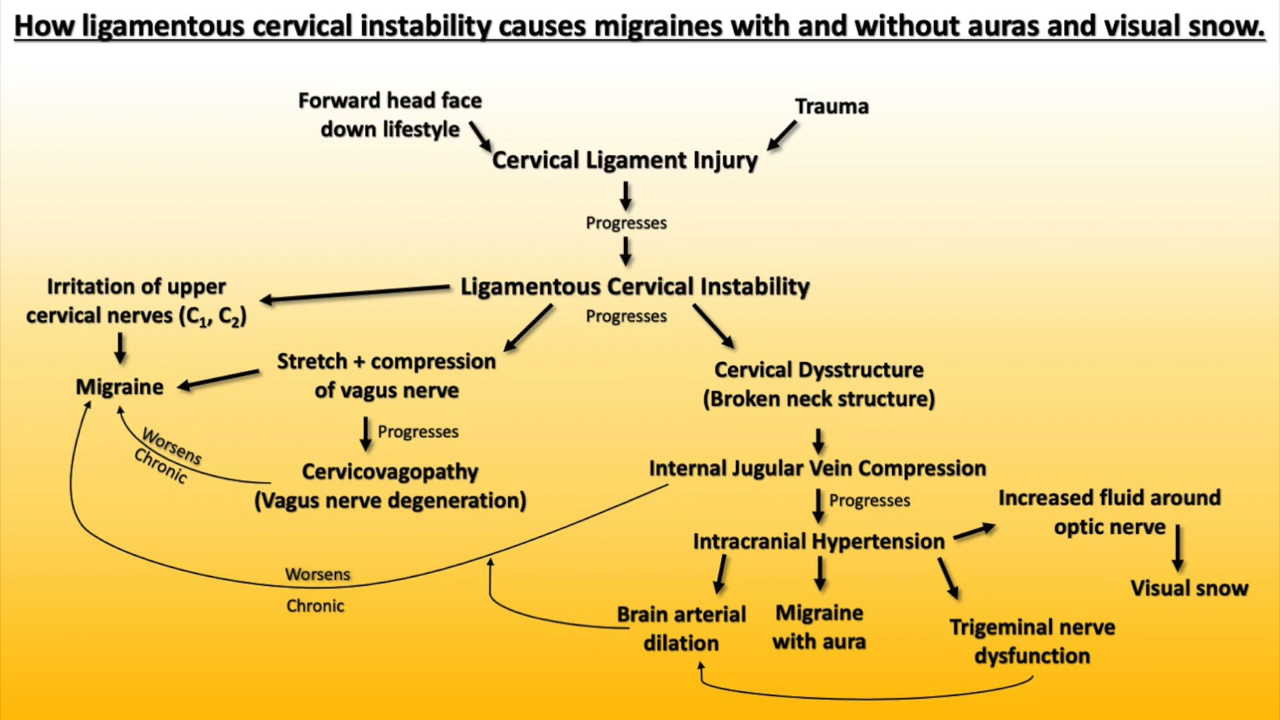 How ligamentous cervical instability causes migraines with and without auras and visual snow.
Forward head face
down lifestyle
Trauma
Cervical Ligament Injury
Progresses
Ligamentous Cervical Instability
Progresses
Irritation of upper
cervical nerves (C₁, C₂)
Migraine
Stretch + compression
of vagus nerve
Progresses
Cervicovagopathy
(Vagus nerve degeneration)
Worsens
Chronic
Cervical Dysstructure
(Broken neck structure)
Internal Jugular Vein Compression
Progresses
Intracranial Hypertension
Increased fluid around
optic nerve
Visual snow
Worsens
Chronic
Brain arterial
dilation
Migraine
with aura
Trigeminal nerve
dysfunction